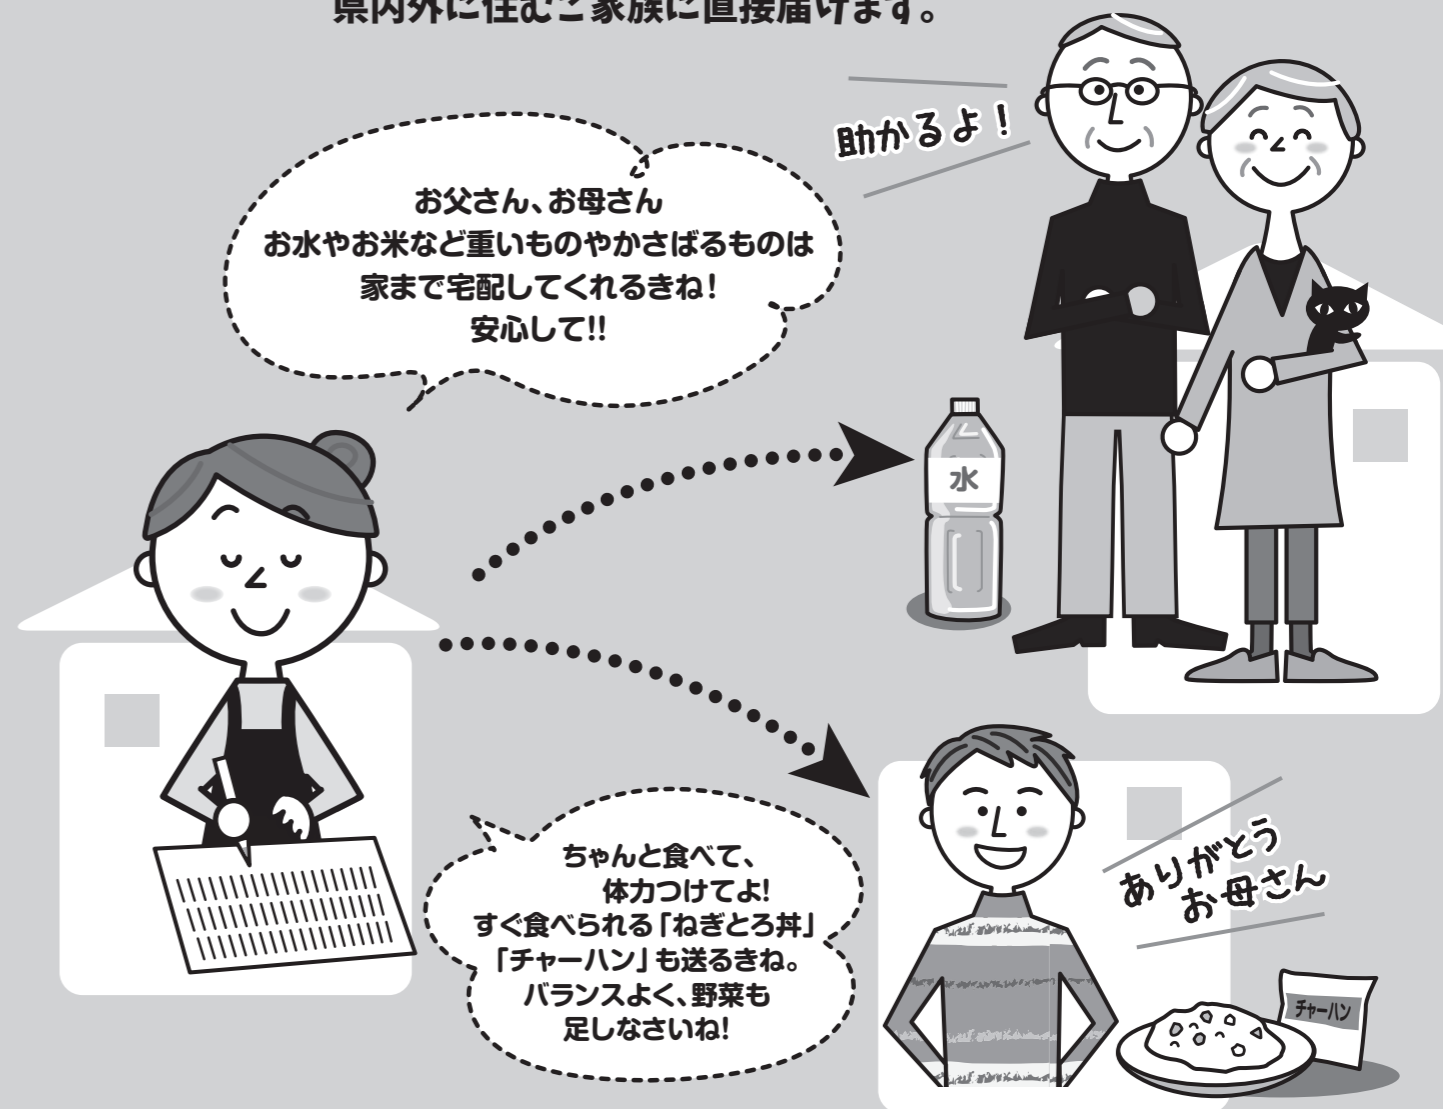 県内外に住むご家族に直接届けます。
助かるよ！
お父さん、お母さん
お水やお米など重いものやかさばるものは
家まで宅配してくれるきね！
安心して!!
水
ちゃんと食べて、
体力つけてよ！
すぐ食べられる「ねぎとろ丼」
「チャーハン」も送るきね。
バランスよく、野菜も
足しなさいね！
ありがとう
お母さん
チャーハン